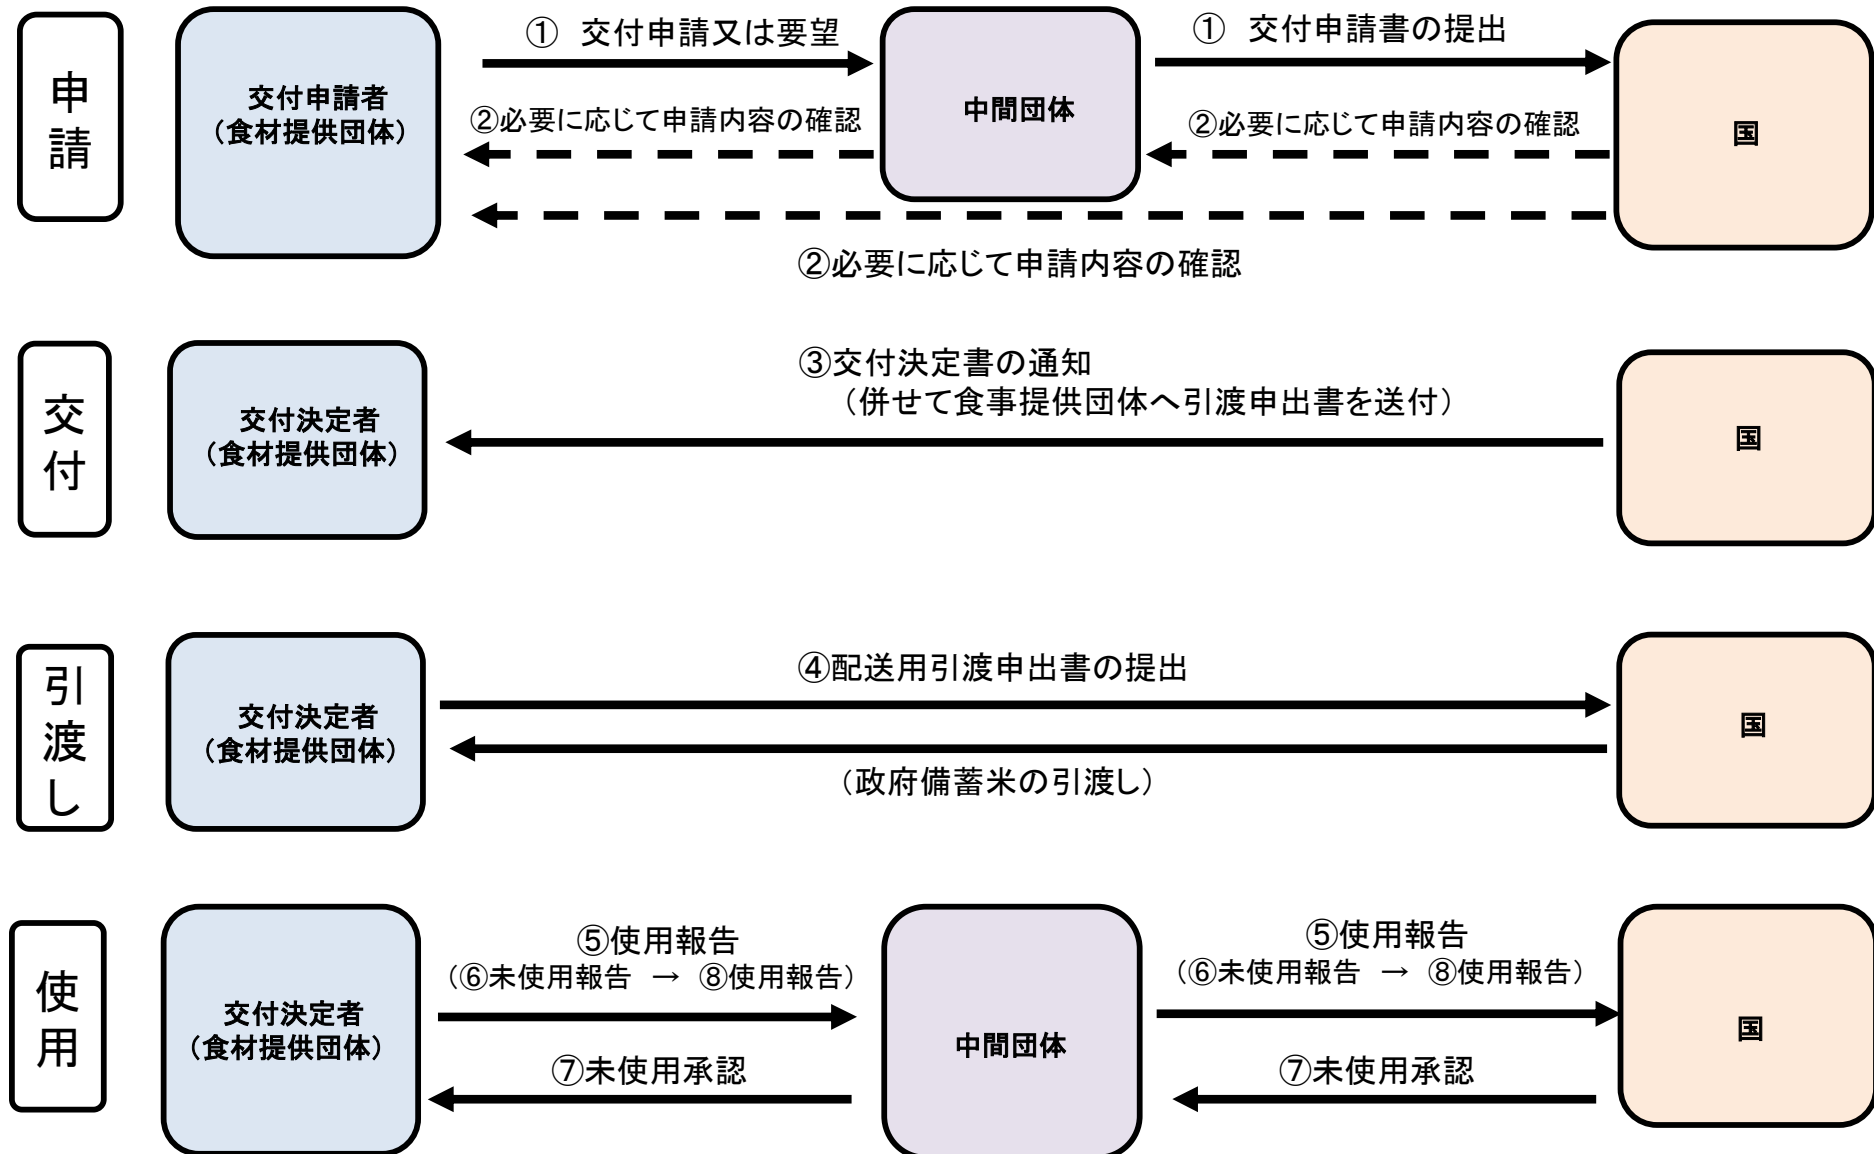 申請
交付申請者
（食材提供団体）
① 交付申請又は要望
②必要に応じて申請内容の確認
中間団体
① 交付申請書の提出
②必要に応じて申請内容の確認
国
②必要に応じて申請内容の確認
交付
交付決定者
（食材提供団体）
③交付決定書の通知
（併せて食事提供団体へ引渡申出書を送付）
国
引渡し
交付決定者
（食材提供団体）
④配送用引渡申出書の提出
（政府備蓄米の引渡し）
国
使用
交付決定者
（食材提供団体）
⑤使用報告
（⑥未使用報告 → ⑧使用報告）
⑦未使用承認
中間団体
⑤使用報告
（⑥未使用報告 → ⑧使用報告）
⑦未使用承認
国